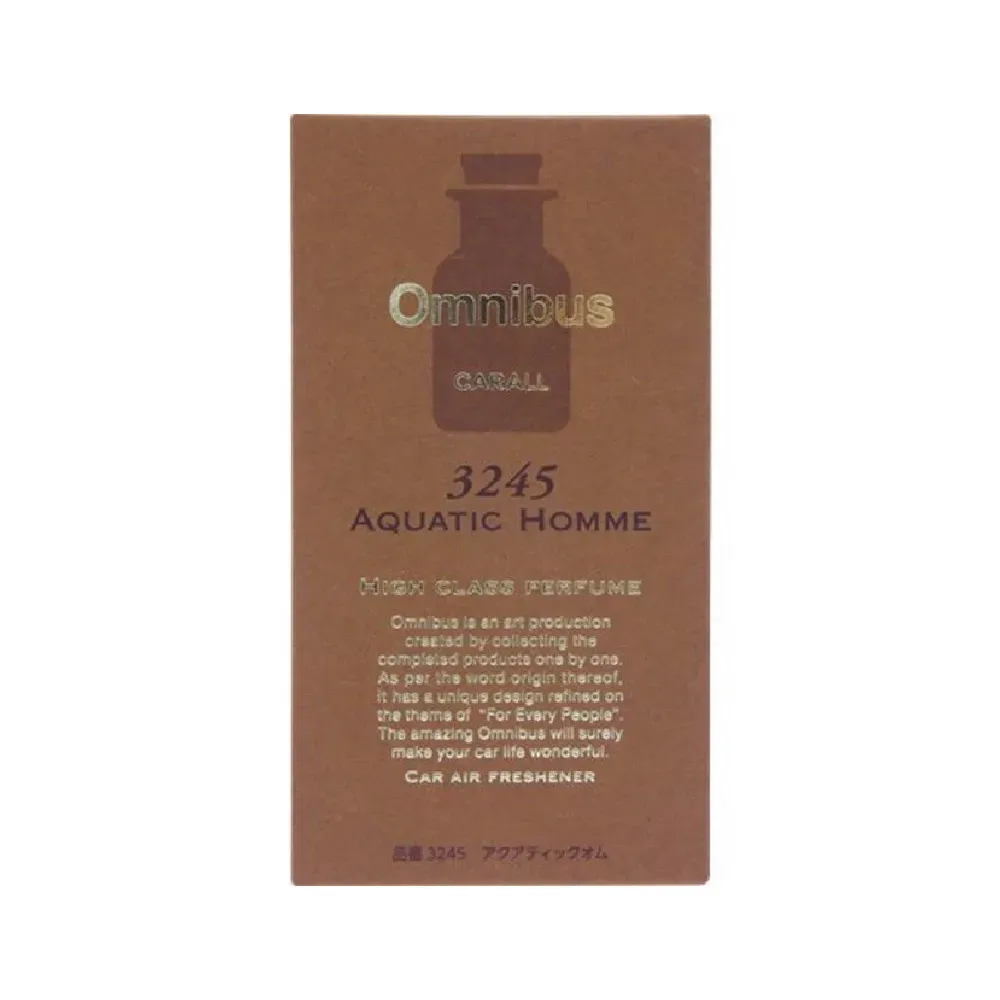 Omnibus
CARALL
3245
AQUATIC HOMME
HIGH CLASS PERFUME
Omnibus is an art production
created by collecting the
completed products one by one.
As per the word origin thereof,
it has a unique design refined on
the theme of "For Every People".
The amazing Omnibus will surely
make your car life wonderful.
CAR AIR FRESHENER
品番 3245 アクアティックオム